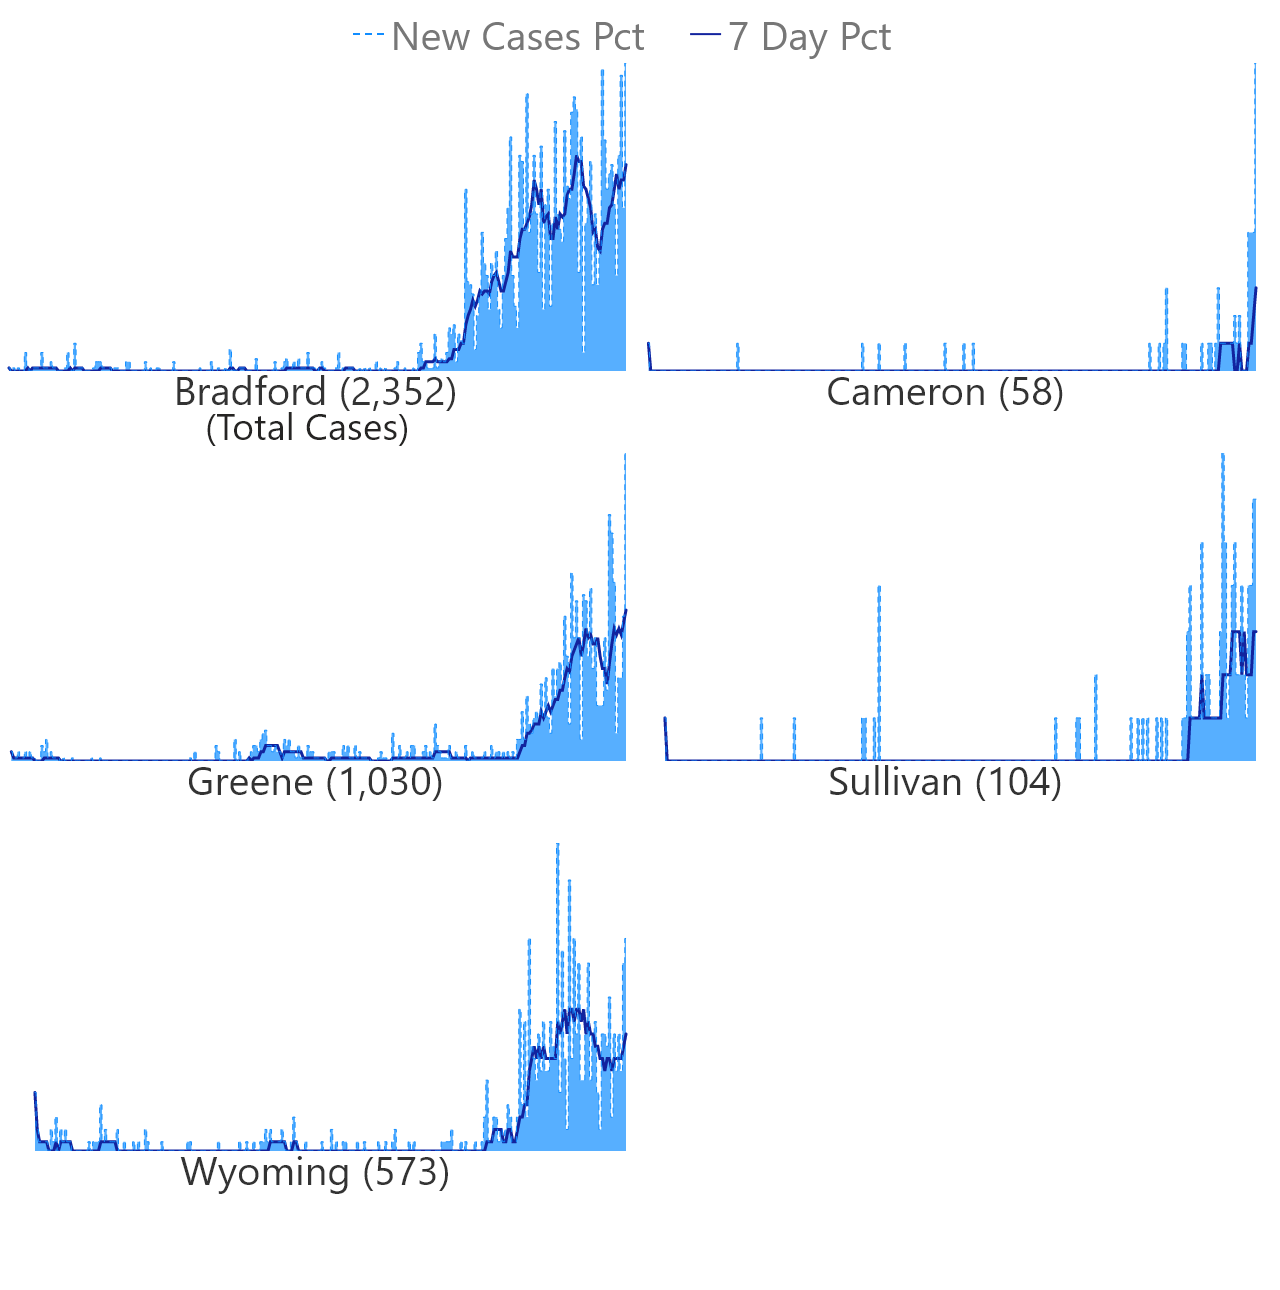 New Cases Pct 7 Day Pct
Bradford (2,352) Cameron (58)
(Total Cases)
Greene (1,030) Sullivan (104)
Wyoming (573)